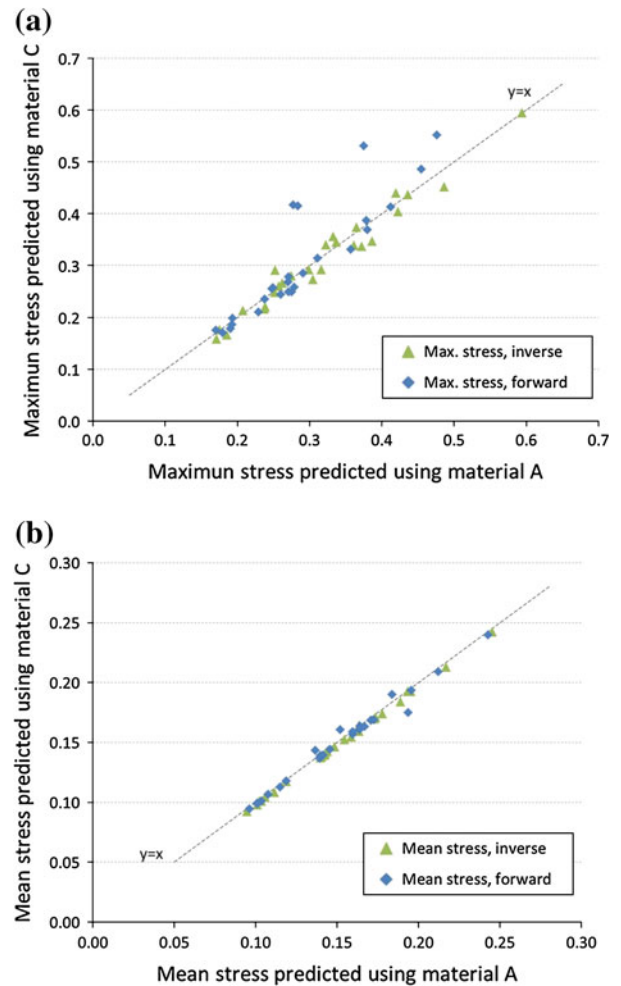 (a)
Maximun stress predicted using material C
0.7
0.6
0.5
0.4
0.3
0.2
0.1
0.0
y=x
Max. stress, inverse
Max. stress, forward
0.0 0.1 0.2 0.3 0.4 0.5 0.6 0.7
Maximun stress predicted using material A
(b)
Mean stress predicted using material C
0.30
0.25
0.20
0.15
0.10
0.05
0.00
y=x
Mean stress, inverse
Mean stress, forward
0.00 0.05 0.10 0.15 0.20 0.25 0.30
Mean stress predicted using material A